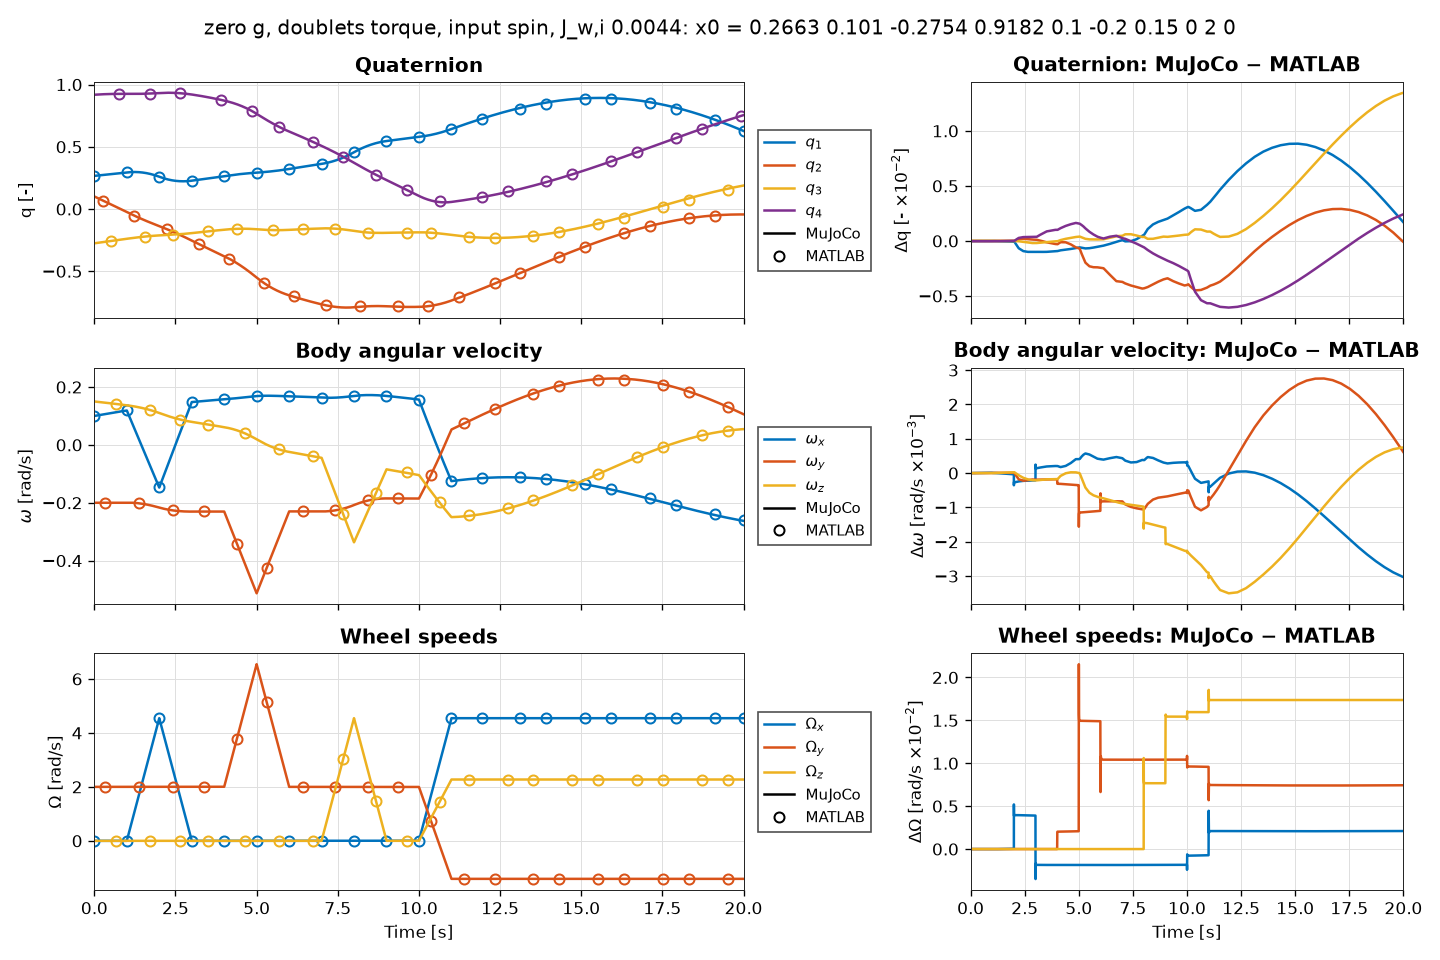 zero g, doublets torque, input spin, J_w,i 0.0044: x0 = 0.2663 0.101 -0.2754 0.9182 0.1 -0.2 0.15 0 2 0
Quaternion
1.0
0.5
0.0
−0.5
q [-]
q₁
q₂
q₃
q₄
MuJoCo
MATLAB
Quaternion: MuJoCo − MATLAB
1.0
0.5
0.0
−0.5
Δq [- ×10⁻²]
Body angular velocity
0.2
0.0
−0.2
−0.4
ω [rad/s]
ωₓ
ω_y
ω_z
MuJoCo
MATLAB
Body angular velocity: MuJoCo − MATLAB
3
2
1
0
−1
−2
−3
Δω [rad/s ×10⁻³]
Wheel speeds
6
4
2
0
Ω [rad/s]
0.0 2.5 5.0 7.5 10.0 12.5 15.0 17.5 20.0
Time [s]
Ωₓ
Ω_y
Ω_z
MuJoCo
MATLAB
Wheel speeds: MuJoCo − MATLAB
2.0
1.5
1.0
0.5
0.0
ΔΩ [rad/s ×10⁻²]
0.0 2.5 5.0 7.5 10.0 12.5 15.0 17.5 20.0
Time [s]